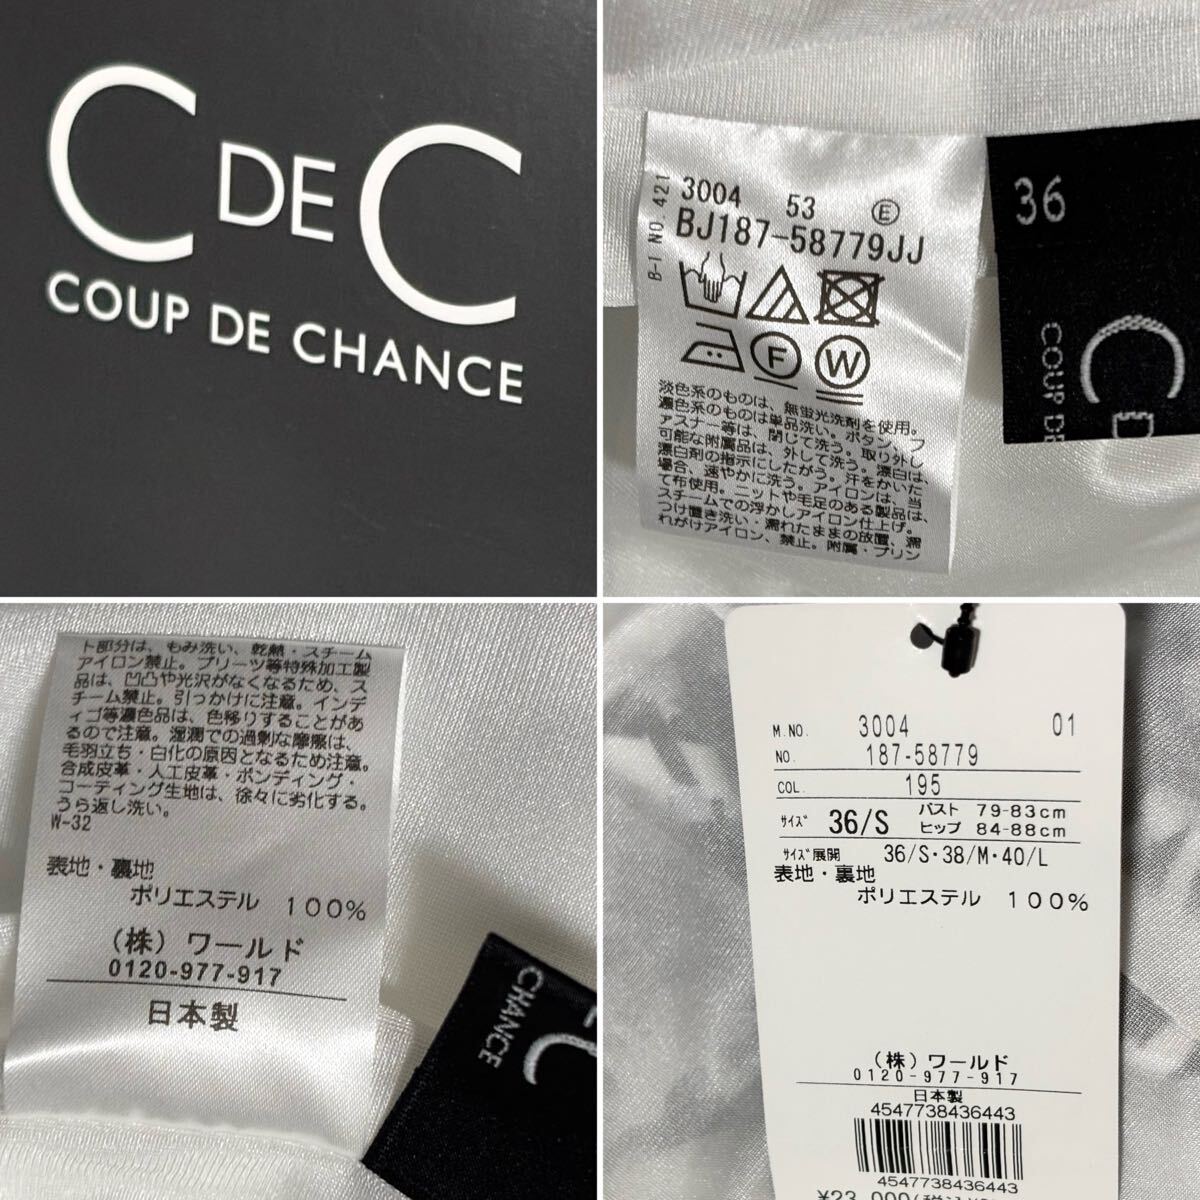 C DE C
COUP DE CHANCE
B-I NO.421
3004 53 Ⓔ
BJ187-58779JJ
F W
淡色系のものは、無蛍光洗剤を使用。
濃色系のものは単品洗い。ボタン、フ
ァスナー等は、閉じて洗う。取り外し
可能な附属品は、外して洗う。漂白は、
漂白剤の指示にしたがう。汗をかいた
場合、速やかに洗う。アイロンは、当
て布使用。ニットや毛足のある製品は、
スチームでの浮かしアイロン仕上げ。
つけ置き洗い・濡れたままの放置、濡
れがけアイロン、禁止。附属・プリン
36
C D
COUP DE
ト部分は、もみ洗い、乾熱・スチーム
アイロン禁止。プリーツ等特殊加工製
品は、凹凸や光沢がなくなるため、ス
チーム禁止。引っかけに注意。インデ
ィゴ等濃色品は、色移りすることがあ
るので注意。湿潤での過剰な摩擦は、
毛羽立ち・白化の原因となるため注意。
合成皮革・人工皮革・ボンディング・
コーティング生地は、徐々に劣化する。
うら返し洗い。
W-32
表地・裏地
ポリエステル 100%
(株)ワールド
0120-977-917
日本製
C
CHANCE
M.NO. 3004 01
NO. 187-58779
COL. 195
ｻｲｽﾞ 36/S バスト 79-83cm
ヒップ 84-88cm
ｻｲｽﾞ展開 36/S・38/M・40/L
表地・裏地
ポリエステル 100%
(株)ワールド
0120-977-917
日本製
4547738436443
4547738436443
¥23,000(税込